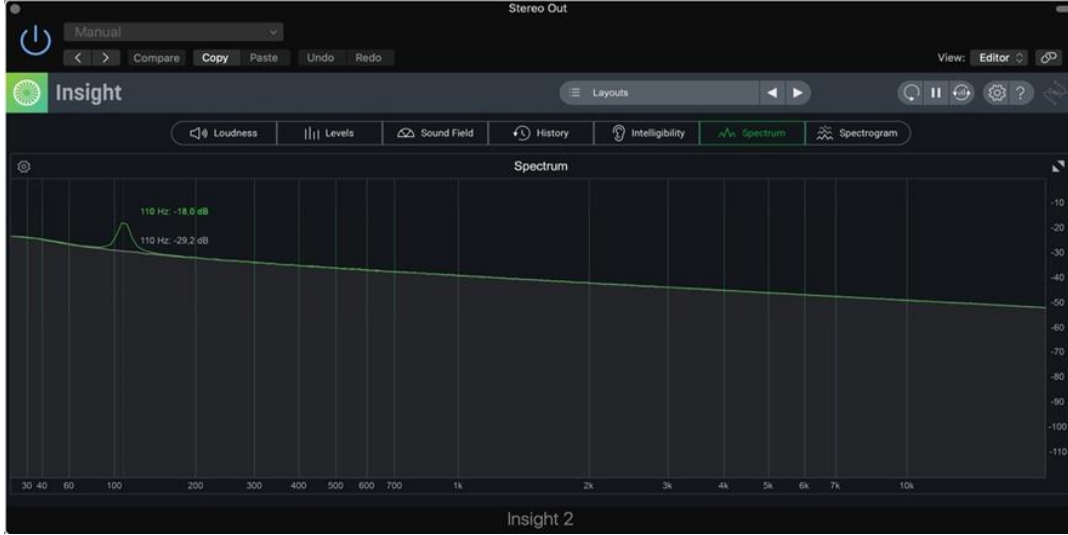 Stereo Out
Manual
Compare Copy Paste Undo Redo View: Editor
Insight Layouts ?
Loudness Levels Sound Field History Intelligibility Spectrum Spectrogram
Spectrum
-10
110 Hz: -18,0 dB
-20
110 Hz: -29,2 dB
-30
-40
-50
-60
-70
-80
-90
-100
-110
30 40 60 100 200 300 400 500 600 700 1k 2k 3k 4k 5k 6k 7k 10k
Insight 2